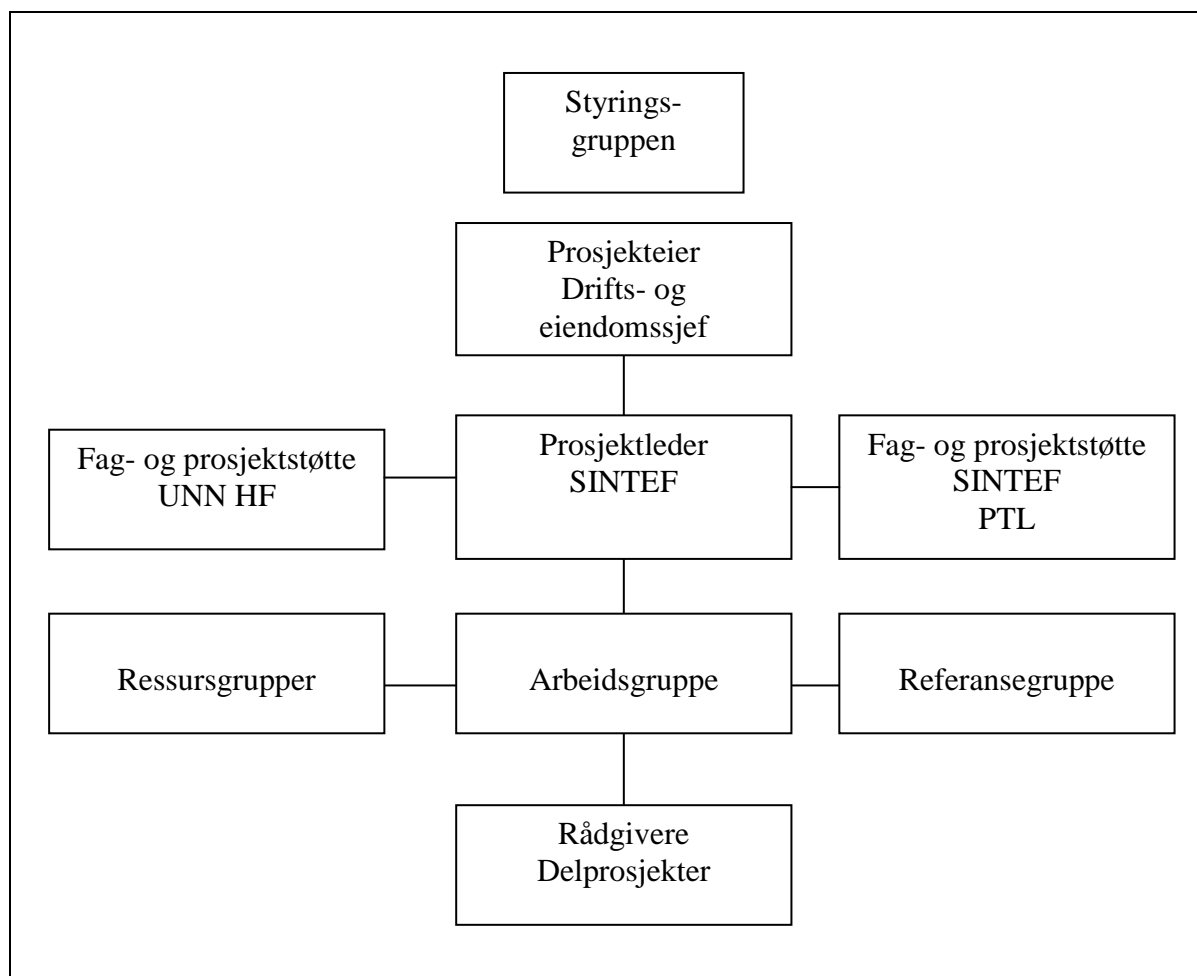 Styrings-
gruppen
Prosjekteier
Drifts- og
eiendomssjef
Fag- og prosjektstøtte
UNN HF
Prosjektleder
SINTEF
Fag- og prosjektstøtte
SINTEF
PTL
Ressursgrupper
Arbeidsgruppe
Referansegruppe
Rådgivere
Delprosjekter